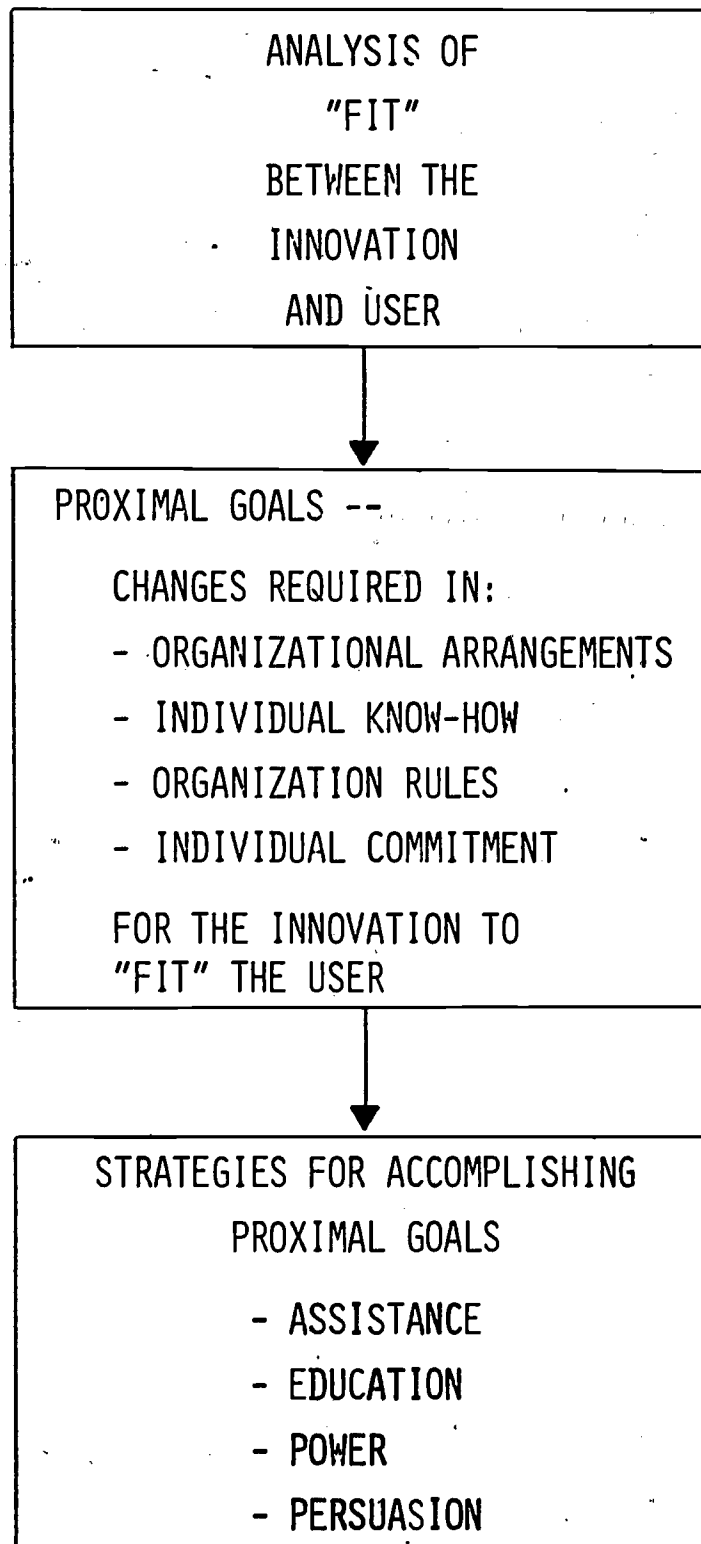 ANALYSIS OF
"FIT"
BETWEEN THE
INNOVATION
AND USER
PROXIMAL GOALS --
CHANGES REQUIRED IN:
- ORGANIZATIONAL ARRANGEMENTS
- INDIVIDUAL KNOW-HOW
- ORGANIZATION RULES
- INDIVIDUAL COMMITMENT
FOR THE INNOVATION TO
"FIT" THE USER
STRATEGIES FOR ACCOMPLISHING
PROXIMAL GOALS
- ASSISTANCE
- EDUCATION
- POWER
- PERSUASION